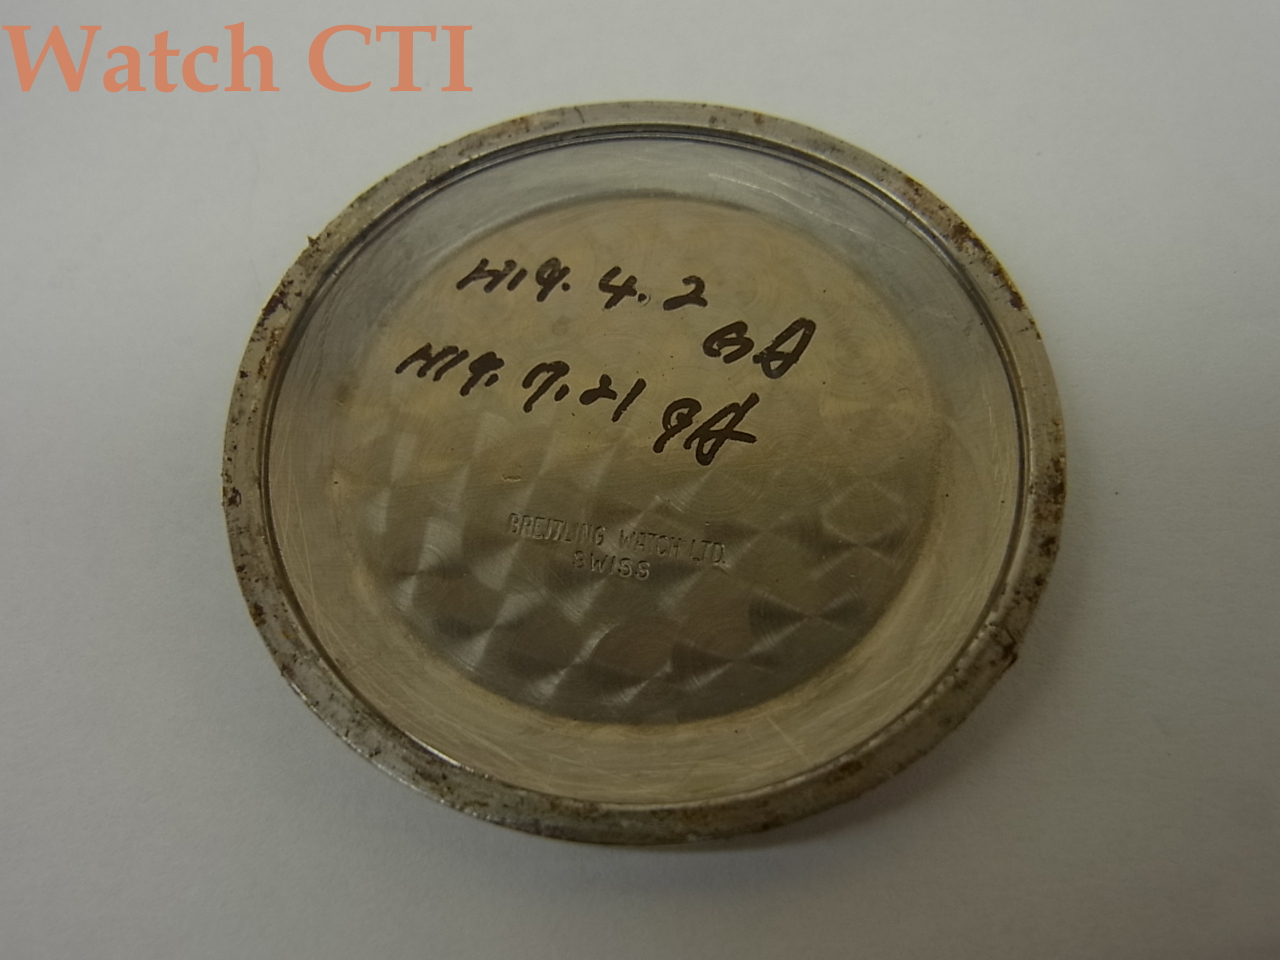 Watch CTI
H19. 4. 2
H19. 7. 21
BREITLING WATCH LTD.
SWISS